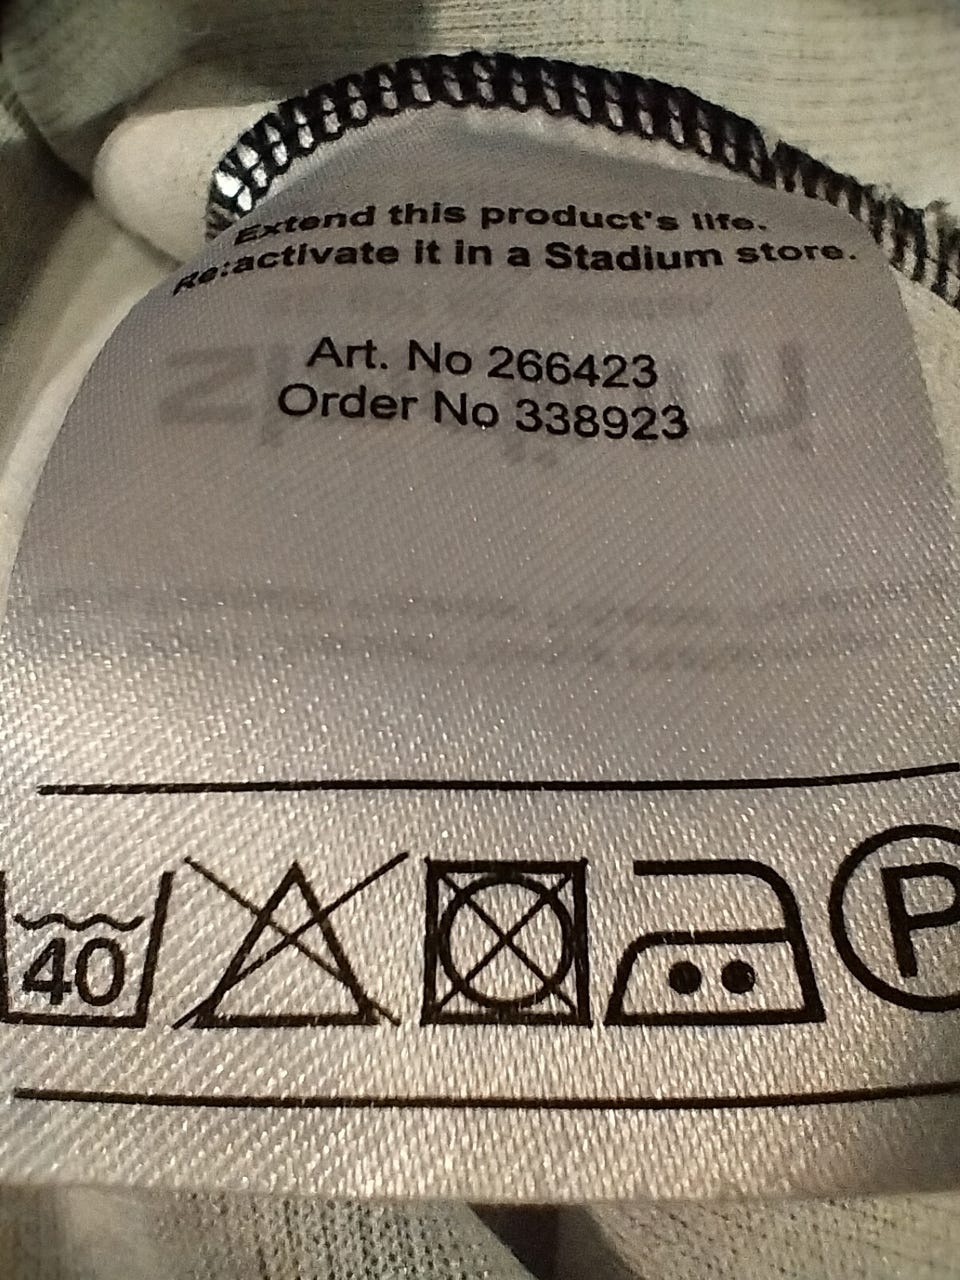 Extend this product's life.
Re:activate it in a Stadium store.
Art. No 266423
Order No 338923
40
P